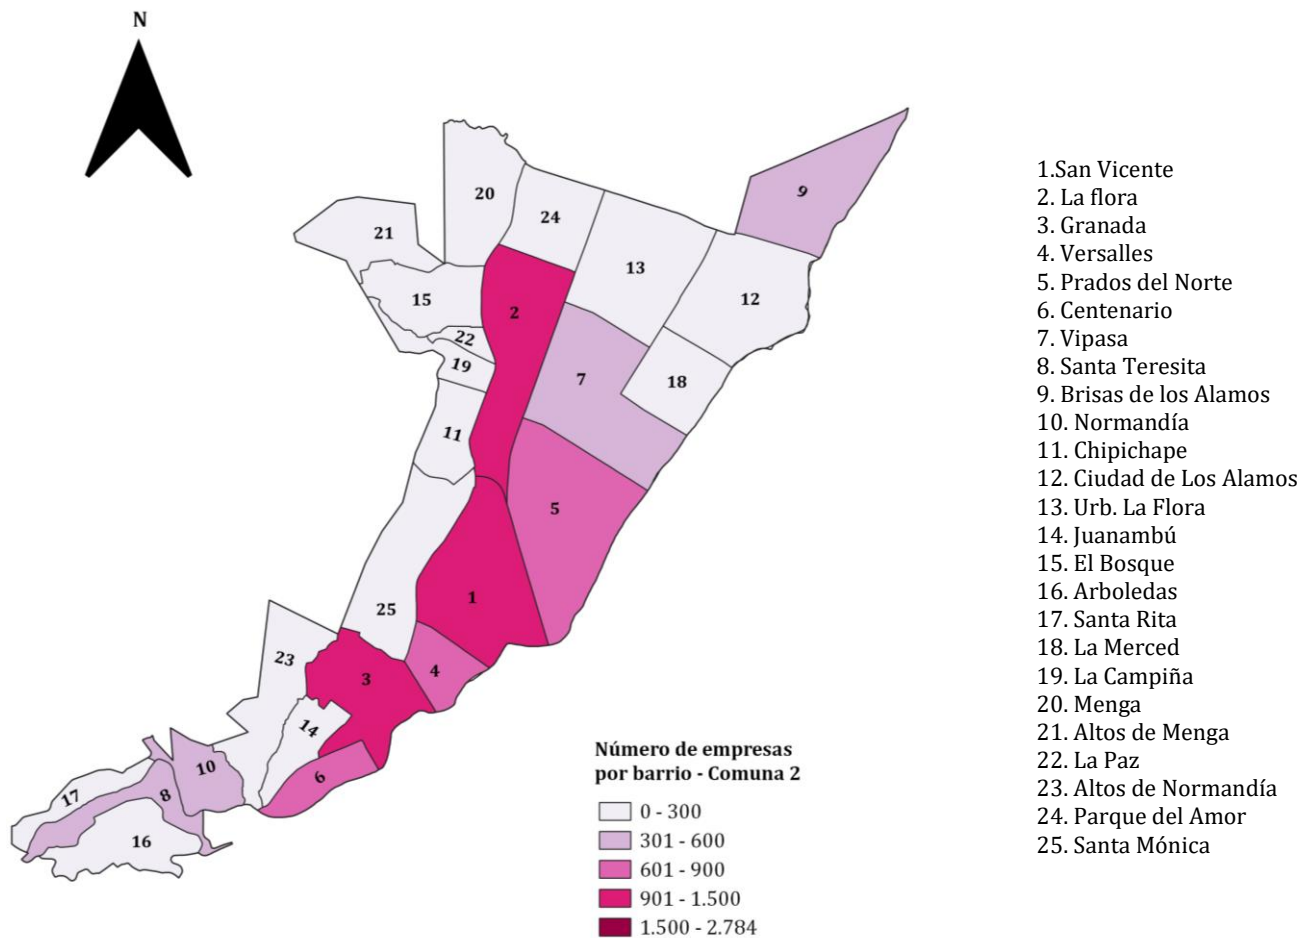 N
20
24
9
21
13
15
12
2
22
19
7
18
11
5
1
25
23
4
3
14
10
6
17
8
16
Número de empresas
por barrio - Comuna 2
0 - 300
301 - 600
601 - 900
901 - 1.500
1.500 - 2.784
1.San Vicente
2. La flora
3. Granada
4. Versalles
5. Prados del Norte
6. Centenario
7. Vipasa
8. Santa Teresita
9. Brisas de los Alamos
10. Normandía
11. Chipichape
12. Ciudad de Los Alamos
13. Urb. La Flora
14. Juanambú
15. El Bosque
16. Arboledas
17. Santa Rita
18. La Merced
19. La Campiña
20. Menga
21. Altos de Menga
22. La Paz
23. Altos de Normandía
24. Parque del Amor
25. Santa Mónica